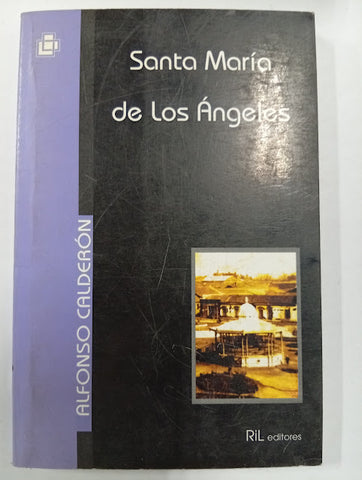 Santa María
de Los Ángeles
ALFONSO CALDERÓN
RiL editores